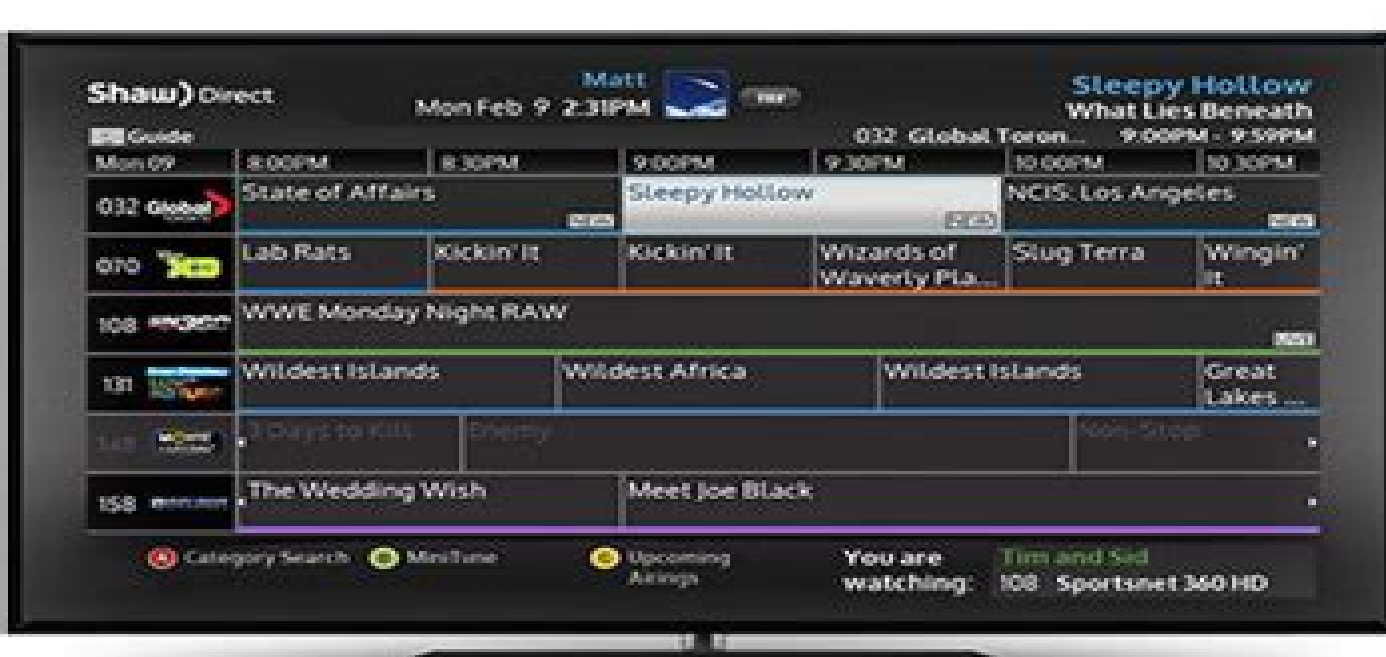 Shaw) Direct
Matt
Mon Feb 9 2:31PM
Sleepy Hollow
What Lies Beneath
032 Global Toron... 9:00PM - 9:59PM
Guide
Mon 09 8:00PM 8:30PM 9:00PM 9:30PM 10:00PM 10:30PM
032 Global State of Affairs Sleepy Hollow NCIS: Los Angeles
070 XD Lab Rats Kickin' It Kickin' It Wizards of Waverly Pla... Slug Terra Wingin' It
108 WWE Monday Night RAW
131 Wildest Islands Wildest Africa Wildest Islands Great Lakes ...
3 Days to Kill Enemy Non-Stop
158 The Wedding Wish Meet Joe Black
A Category Search MiniTune Upcoming Airings
You are watching: Tim and Sid
108 Sportsnet 360 HD